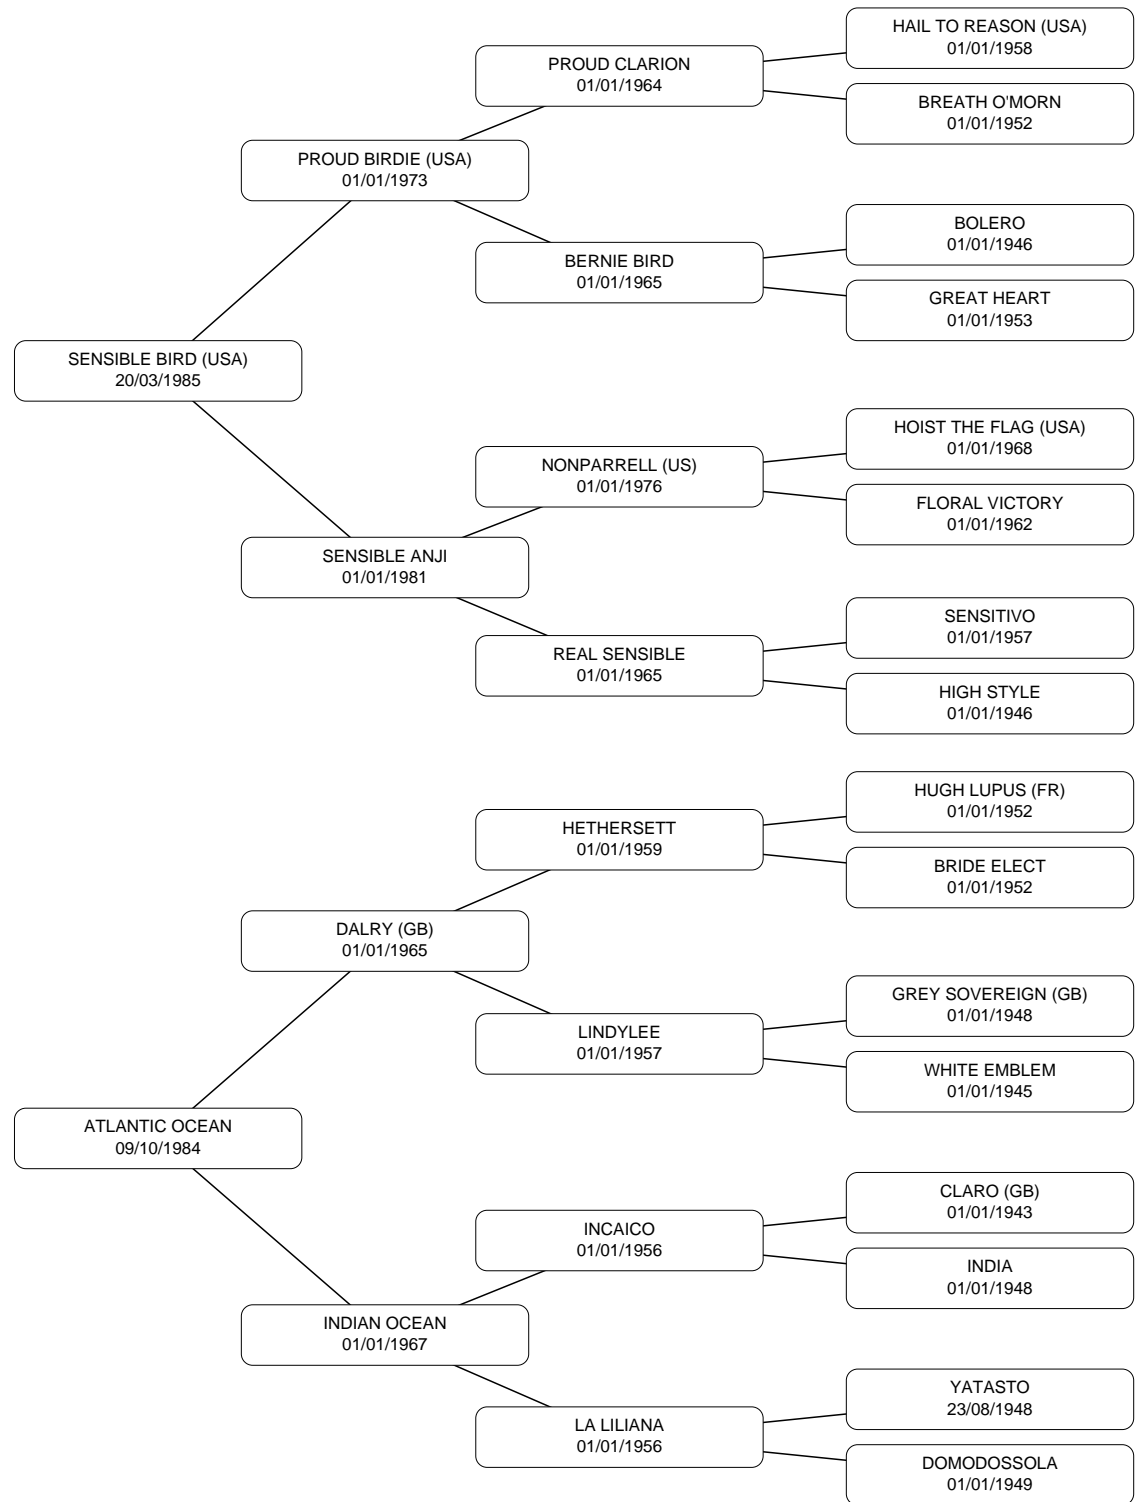 HAIL TO REASON (USA)
01/01/1958
PROUD CLARION
01/01/1964
BREATH O'MORN
01/01/1952
PROUD BIRDIE (USA)
01/01/1973
BOLERO
01/01/1946
BERNIE BIRD
01/01/1965
GREAT HEART
01/01/1953
SENSIBLE BIRD (USA)
20/03/1985
HOIST THE FLAG (USA)
01/01/1968
NONPARRELL (US)
01/01/1976
FLORAL VICTORY
01/01/1962
SENSIBLE ANJI
01/01/1981
SENSITIVO
01/01/1957
REAL SENSIBLE
01/01/1965
HIGH STYLE
01/01/1946
HUGH LUPUS (FR)
01/01/1952
HETHERSETT
01/01/1959
BRIDE ELECT
01/01/1952
DALRY (GB)
01/01/1965
GREY SOVEREIGN (GB)
01/01/1948
LINDYLEE
01/01/1957
WHITE EMBLEM
01/01/1945
ATLANTIC OCEAN
09/10/1984
CLARO (GB)
01/01/1943
INCAICO
01/01/1956
INDIA
01/01/1948
INDIAN OCEAN
01/01/1967
YATASTO
23/08/1948
LA LILIANA
01/01/1956
DOMODOSSOLA
01/01/1949